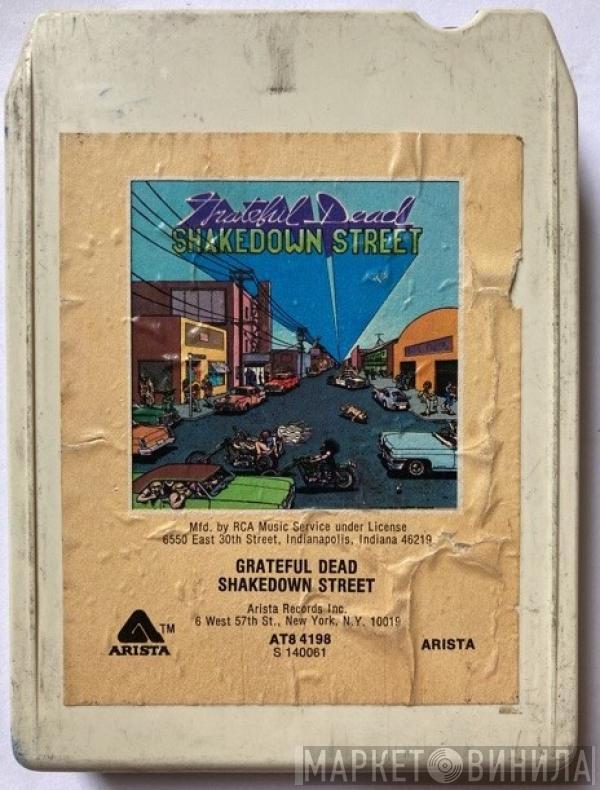 Grateful Dead
SHAKEDOWN STREET
Mfd. by RCA Music Service under License
6550 East 30th Street, Indianapolis, Indiana 46219
GRATEFUL DEAD
SHAKEDOWN STREET
Arista Records Inc.
6 West 57th St., New York, N.Y. 10019
AT8 4198
S 140061
TM
ARISTA
ARISTA
МАРКЕТ ВИНИЛА